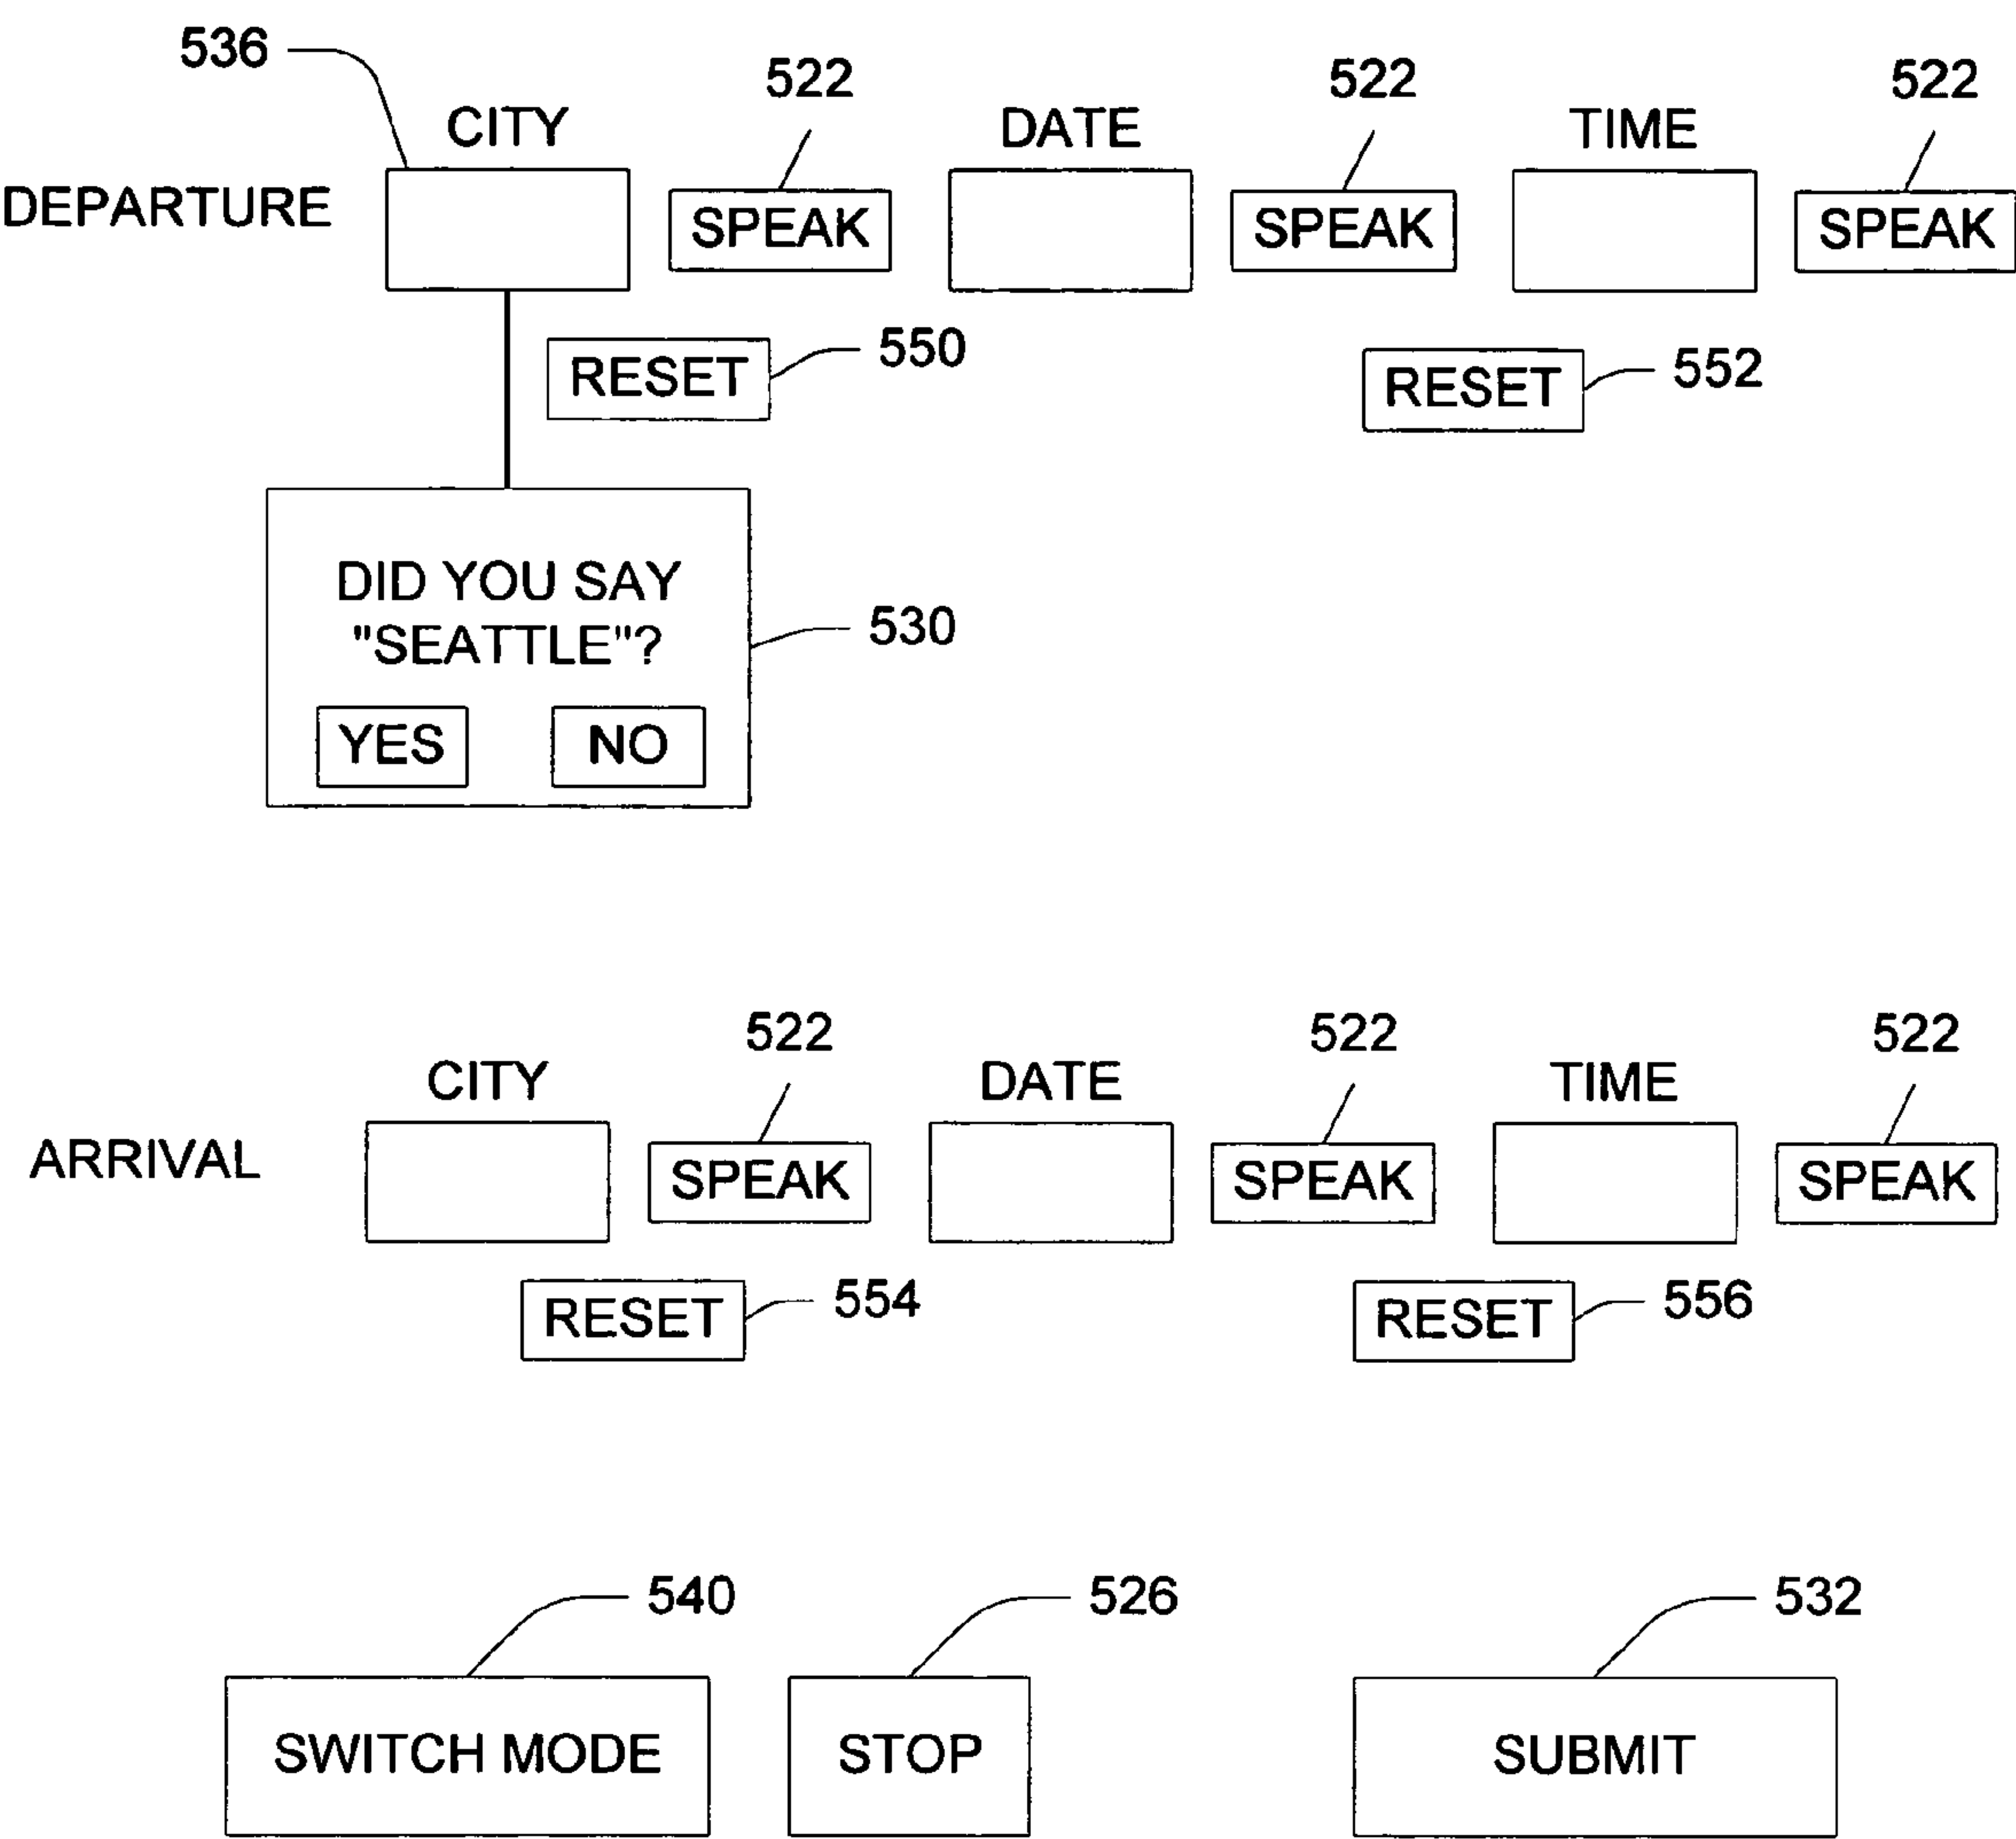 536
522 522 522
CITY DATE TIME
DEPARTURE SPEAK SPEAK SPEAK
RESET 550 RESET 552
DID YOU SAY
"SEATTLE"?
530
YES NO
522 522 522
CITY DATE TIME
ARRIVAL SPEAK SPEAK SPEAK
RESET 554 RESET 556
540 526 532
SWITCH MODE STOP SUBMIT